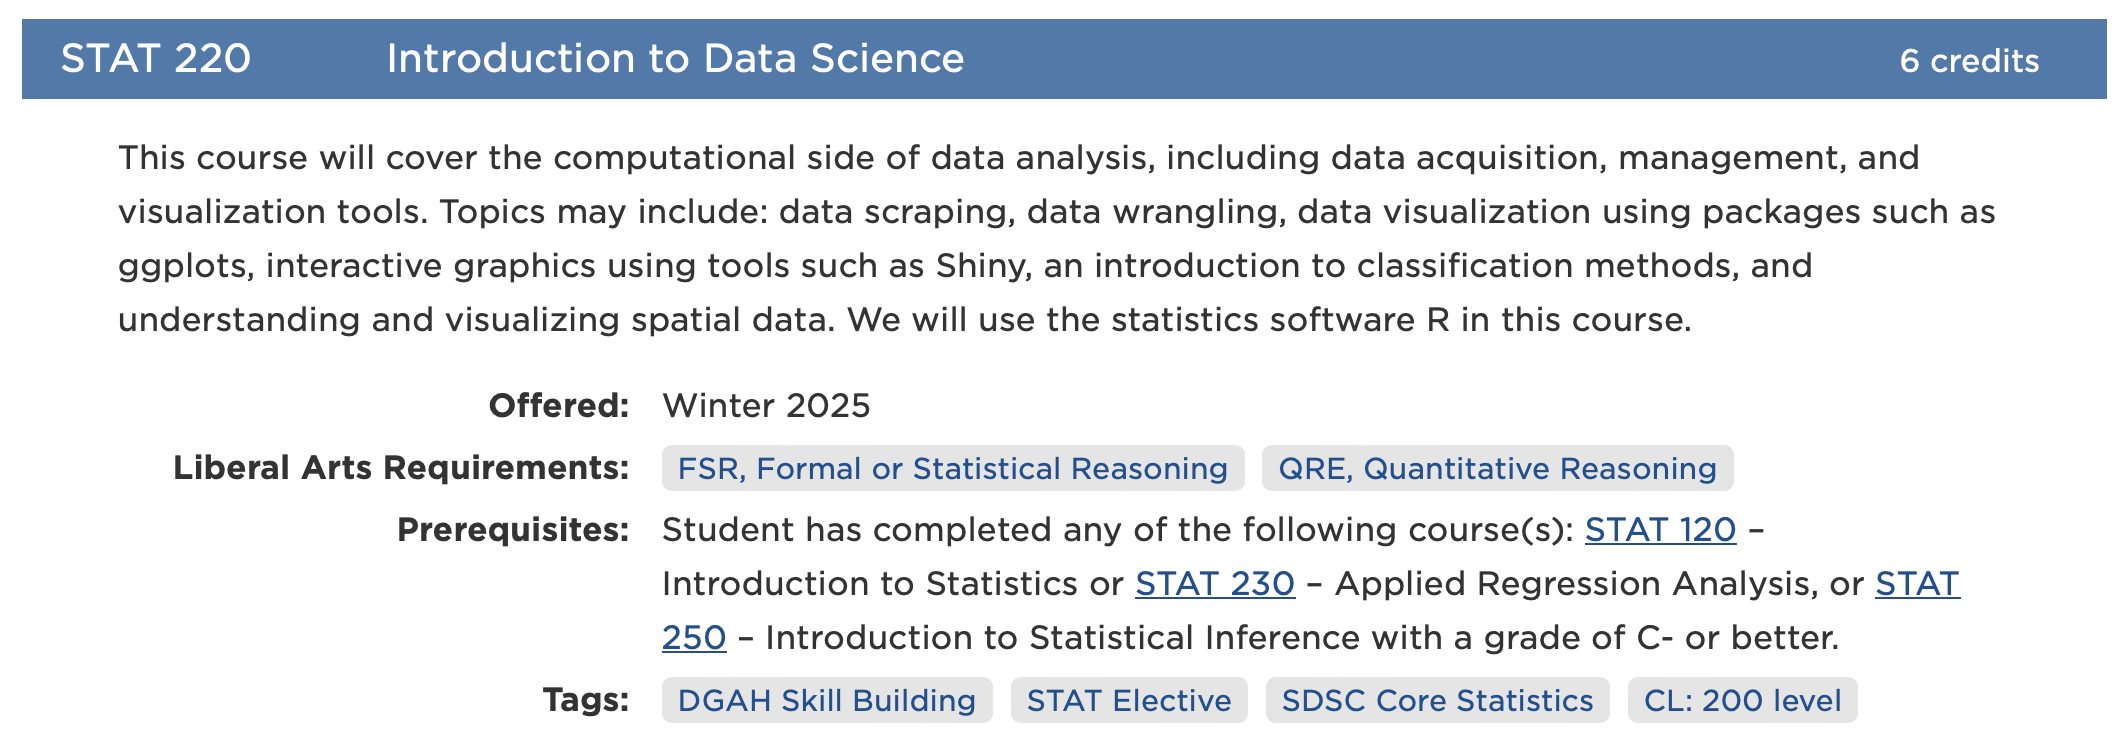 STAT 220 Introduction to Data Science 6 credits
This course will cover the computational side of data analysis, including data acquisition, management, and
visualization tools. Topics may include: data scraping, data wrangling, data visualization using packages such as
ggplots, interactive graphics using tools such as Shiny, an introduction to classification methods, and
understanding and visualizing spatial data. We will use the statistics software R in this course.
Offered: Winter 2025
Liberal Arts Requirements: FSR, Formal or Statistical Reasoning QRE, Quantitative Reasoning
Prerequisites: Student has completed any of the following course(s): STAT 120 –
Introduction to Statistics or STAT 230 – Applied Regression Analysis, or STAT
250 – Introduction to Statistical Inference with a grade of C- or better.
Tags: DGAH Skill Building STAT Elective SDSC Core Statistics CL: 200 level